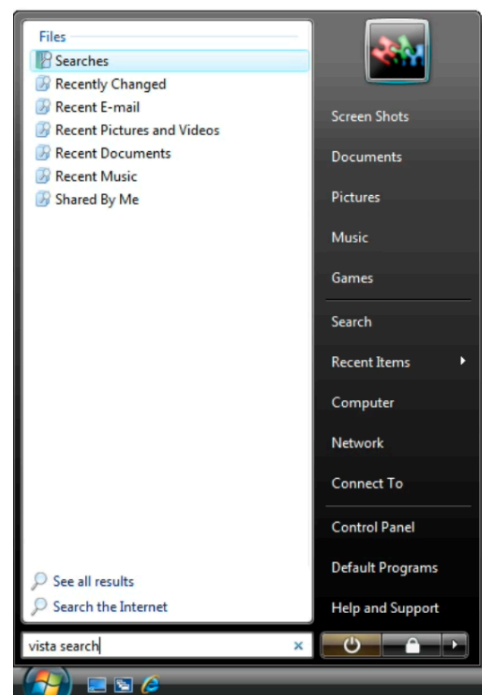 Files
Searches
Recently Changed
Recent E-mail
Recent Pictures and Videos
Recent Documents
Recent Music
Shared By Me
See all results
Search the Internet
vista search
Screen Shots
Documents
Pictures
Music
Games
Search
Recent Items
Computer
Network
Connect To
Control Panel
Default Programs
Help and Support